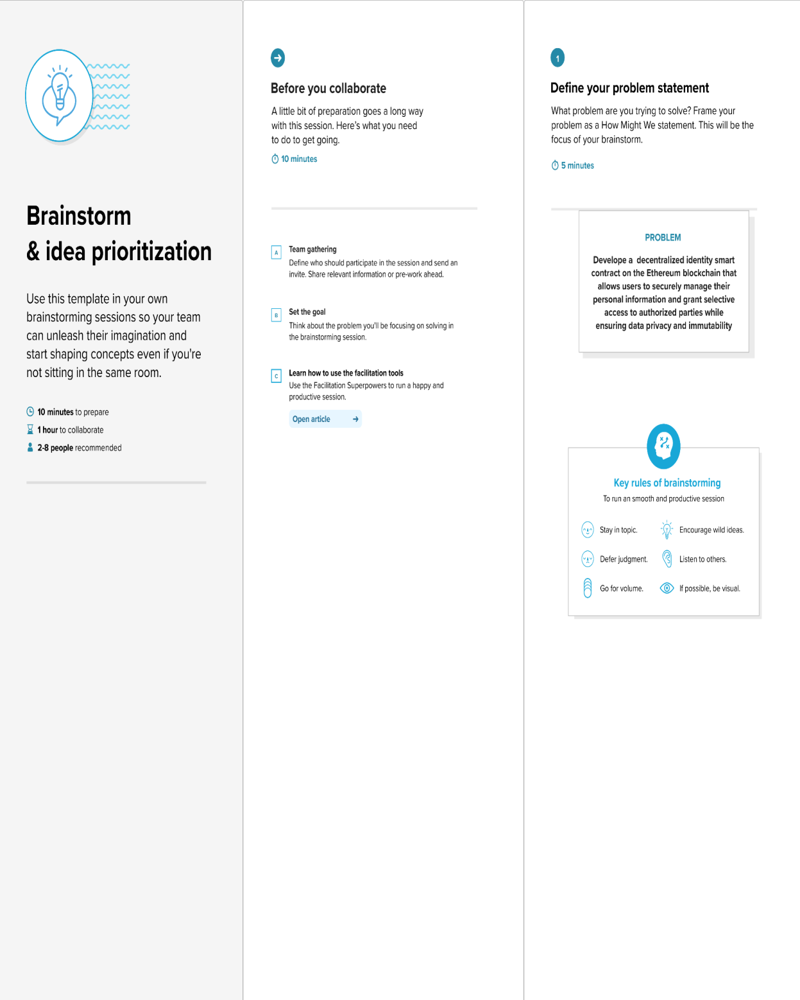 Brainstorm
& idea prioritization
Use this template in your own
brainstorming sessions so your team
can unleash their imagination and
start shaping concepts even if you're
not sitting in the same room.
10 minutes to prepare
1 hour to collaborate
2-8 people recommended
Before you collaborate
A little bit of preparation goes a long way
with this session. Here's what you need
to do to get going.
10 minutes
A
Team gathering
Define who should participate in the session and send an
invite. Share relevant information or pre-work ahead.
B
Set the goal
Think about the problem you'll be focusing on solving in
the brainstorming session.
C
Learn how to use the facilitation tools
Use the Facilitation Superpowers to run a happy and
productive session.
Open article
1
Define your problem statement
What problem are you trying to solve? Frame your
problem as a How Might We statement. This will be the
focus of your brainstorm.
5 minutes
PROBLEM
Develope a decentralized identity smart
contract on the Ethereum blockchain that
allows users to securely manage their
personal information and grant selective
access to authorized parties while
ensuring data privacy and immutability
Key rules of brainstorming
To run an smooth and productive session
Stay in topic.
Encourage wild ideas.
Defer judgment.
Listen to others.
Go for volume.
If possible, be visual.